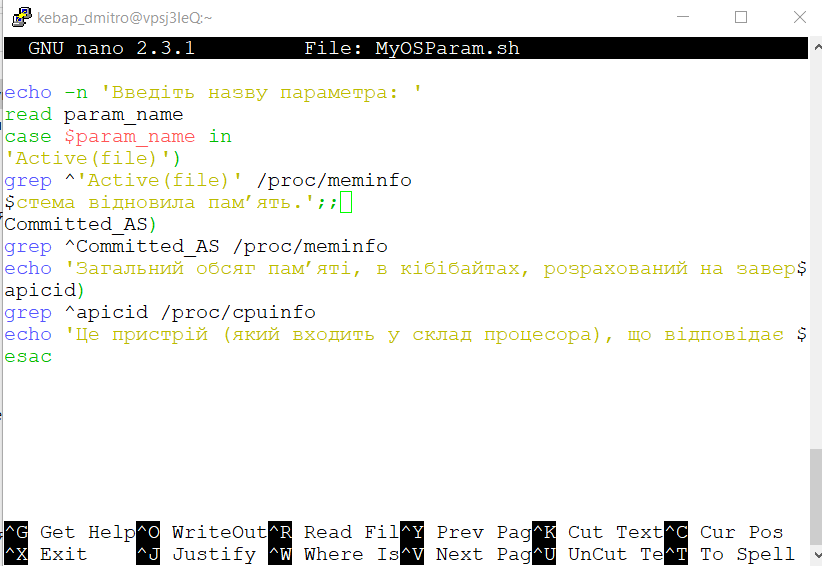 kebap_dmitro@vpsj3IeQ:~
GNU nano 2.3.1 File: MyOSParam.sh
echo -n 'Введіть назву параметра: '
read param_name
case $param_name in
'Active(file)')
grep ^'Active(file)' /proc/meminfo
$стема відновила пам’ять.';;
Committed_AS)
grep ^Committed_AS /proc/meminfo
echo 'Загальний обсяг пам’яті, в кібібайтах, розрахований на завер$
apicid)
grep ^apicid /proc/cpuinfo
echo 'Це пристрій (який входить у склад процесора), що відповідає $
esac
^G Get Help^O WriteOut^R Read Fil^Y Prev Pag^K Cut Text^C Cur Pos
^X Exit ^J Justify ^W Where Is^V Next Pag^U UnCut Te^T To Spell